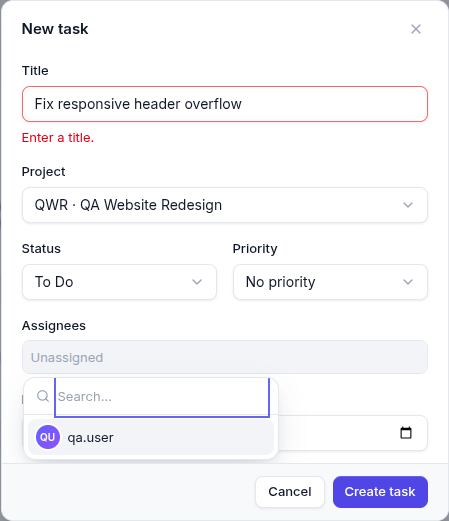 New task
Title
Fix responsive header overflow
Enter a title.
Project
QWR · QA Website Redesign
Status
Priority
To Do
No priority
Assignees
Unassigned
Search...
QU
qa.user
Cancel
Create task